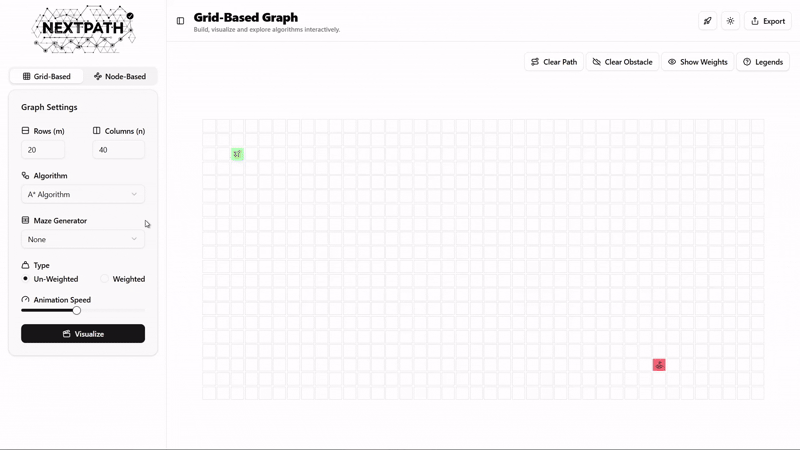 NEXTPATH
Grid-Based Graph
Build, visualize and explore algorithms interactively.
Export
Grid-Based
Node-Based
Clear Path
Clear Obstacle
Show Weights
Legends
Graph Settings
Rows (m)
Columns (n)
20
40
Algorithm
A* Algorithm
Maze Generator
None
Type
Un-Weighted
Weighted
Animation Speed
Visualize